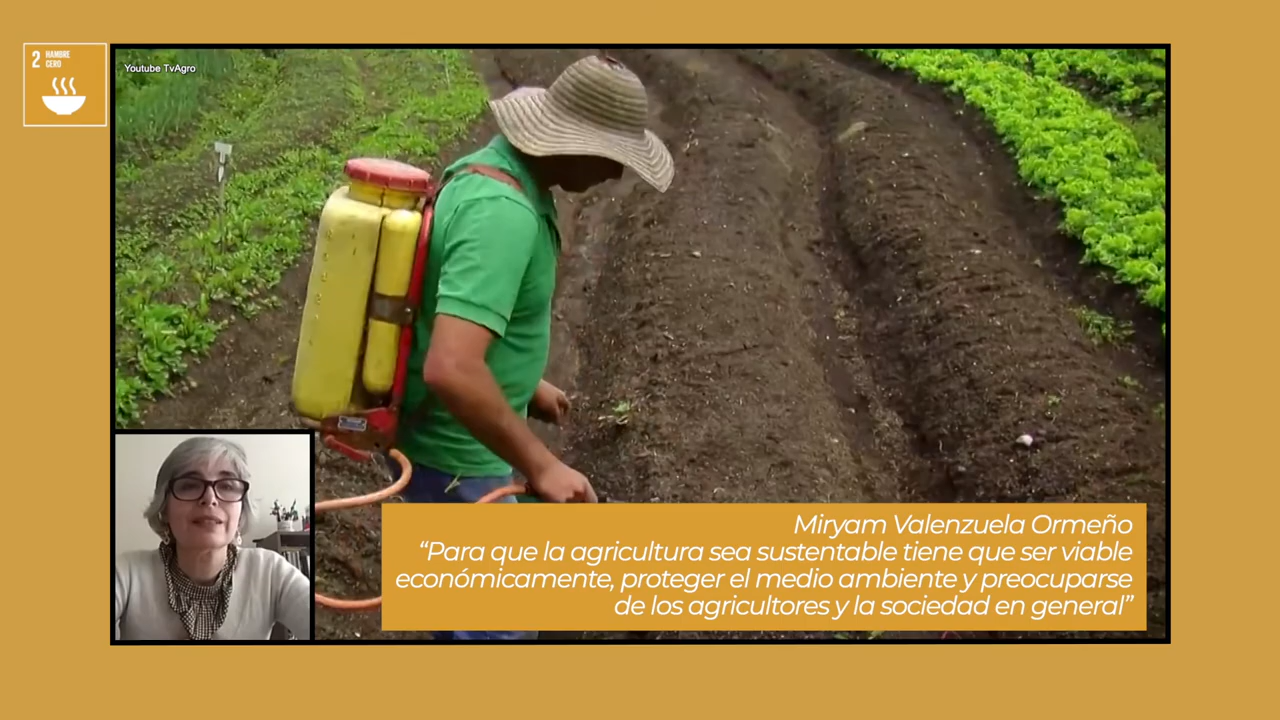 2 HAMBRE
CERO
Youtube TvAgro
Miryam Valenzuela Ormeño
“Para que la agricultura sea sustentable tiene que ser viable
económicamente, proteger el medio ambiente y preocuparse
de los agricultores y la sociedad en general”